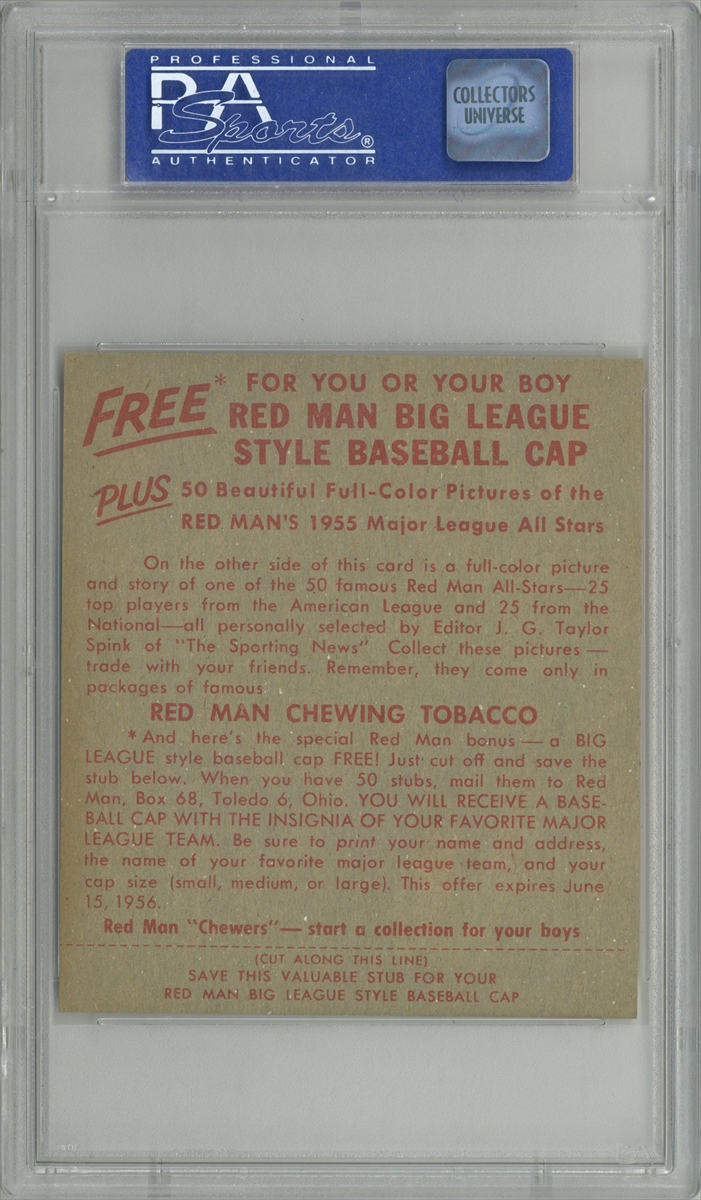 PROFESSIONAL
PSA
Sports®
AUTHENTICATOR
COLLECTORS
UNIVERSE
FREE* FOR YOU OR YOUR BOY
RED MAN BIG LEAGUE
STYLE BASEBALL CAP
PLUS 50 Beautiful Full-Color Pictures of the
RED MAN'S 1955 Major League All Stars
On the other side of this card is a full-color picture
and story of one of the 50 famous Red Man All-Stars—25
top players from the American League and 25 from the
National—all personally selected by Editor J. G. Taylor
Spink of "The Sporting News" Collect these pictures —
trade with your friends. Remember, they come only in
packages of famous
RED MAN CHEWING TOBACCO
*And here's the special Red Man bonus — a BIG
LEAGUE style baseball cap FREE! Just cut off and save the
stub below. When you have 50 stubs, mail them to Red
Man, Box 68, Toledo 6, Ohio. YOU WILL RECEIVE A BASE-
BALL CAP WITH THE INSIGNIA OF YOUR FAVORITE MAJOR
LEAGUE TEAM. Be sure to print your name and address,
the name of your favorite major league team, and your
cap size (small, medium, or large). This offer expires June
15, 1956.
Red Man "Chewers"— start a collection for your boys
(CUT ALONG THIS LINE)
SAVE THIS VALUABLE STUB FOR YOUR
RED MAN BIG LEAGUE STYLE BASEBALL CAP